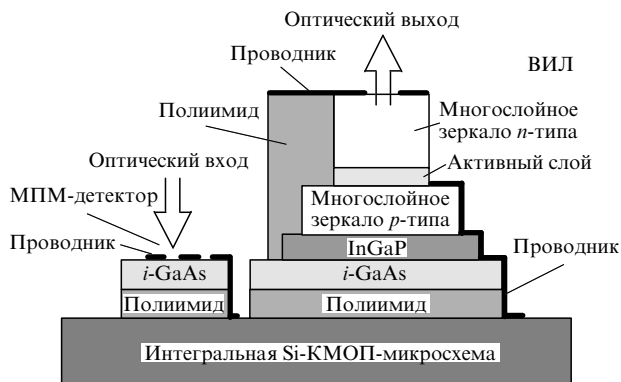 Оптический выход
Проводник
ВИЛ
Полиимид
Многослойное
зеркало n-типа
Оптический вход
Активный слой
МПМ-детектор
Многослойное
зеркало p-типа
Проводник
InGaP
Проводник
i-GaAs
i-GaAs
Полиимид
Полиимид
Интегральная Si-КМОП-микросхема